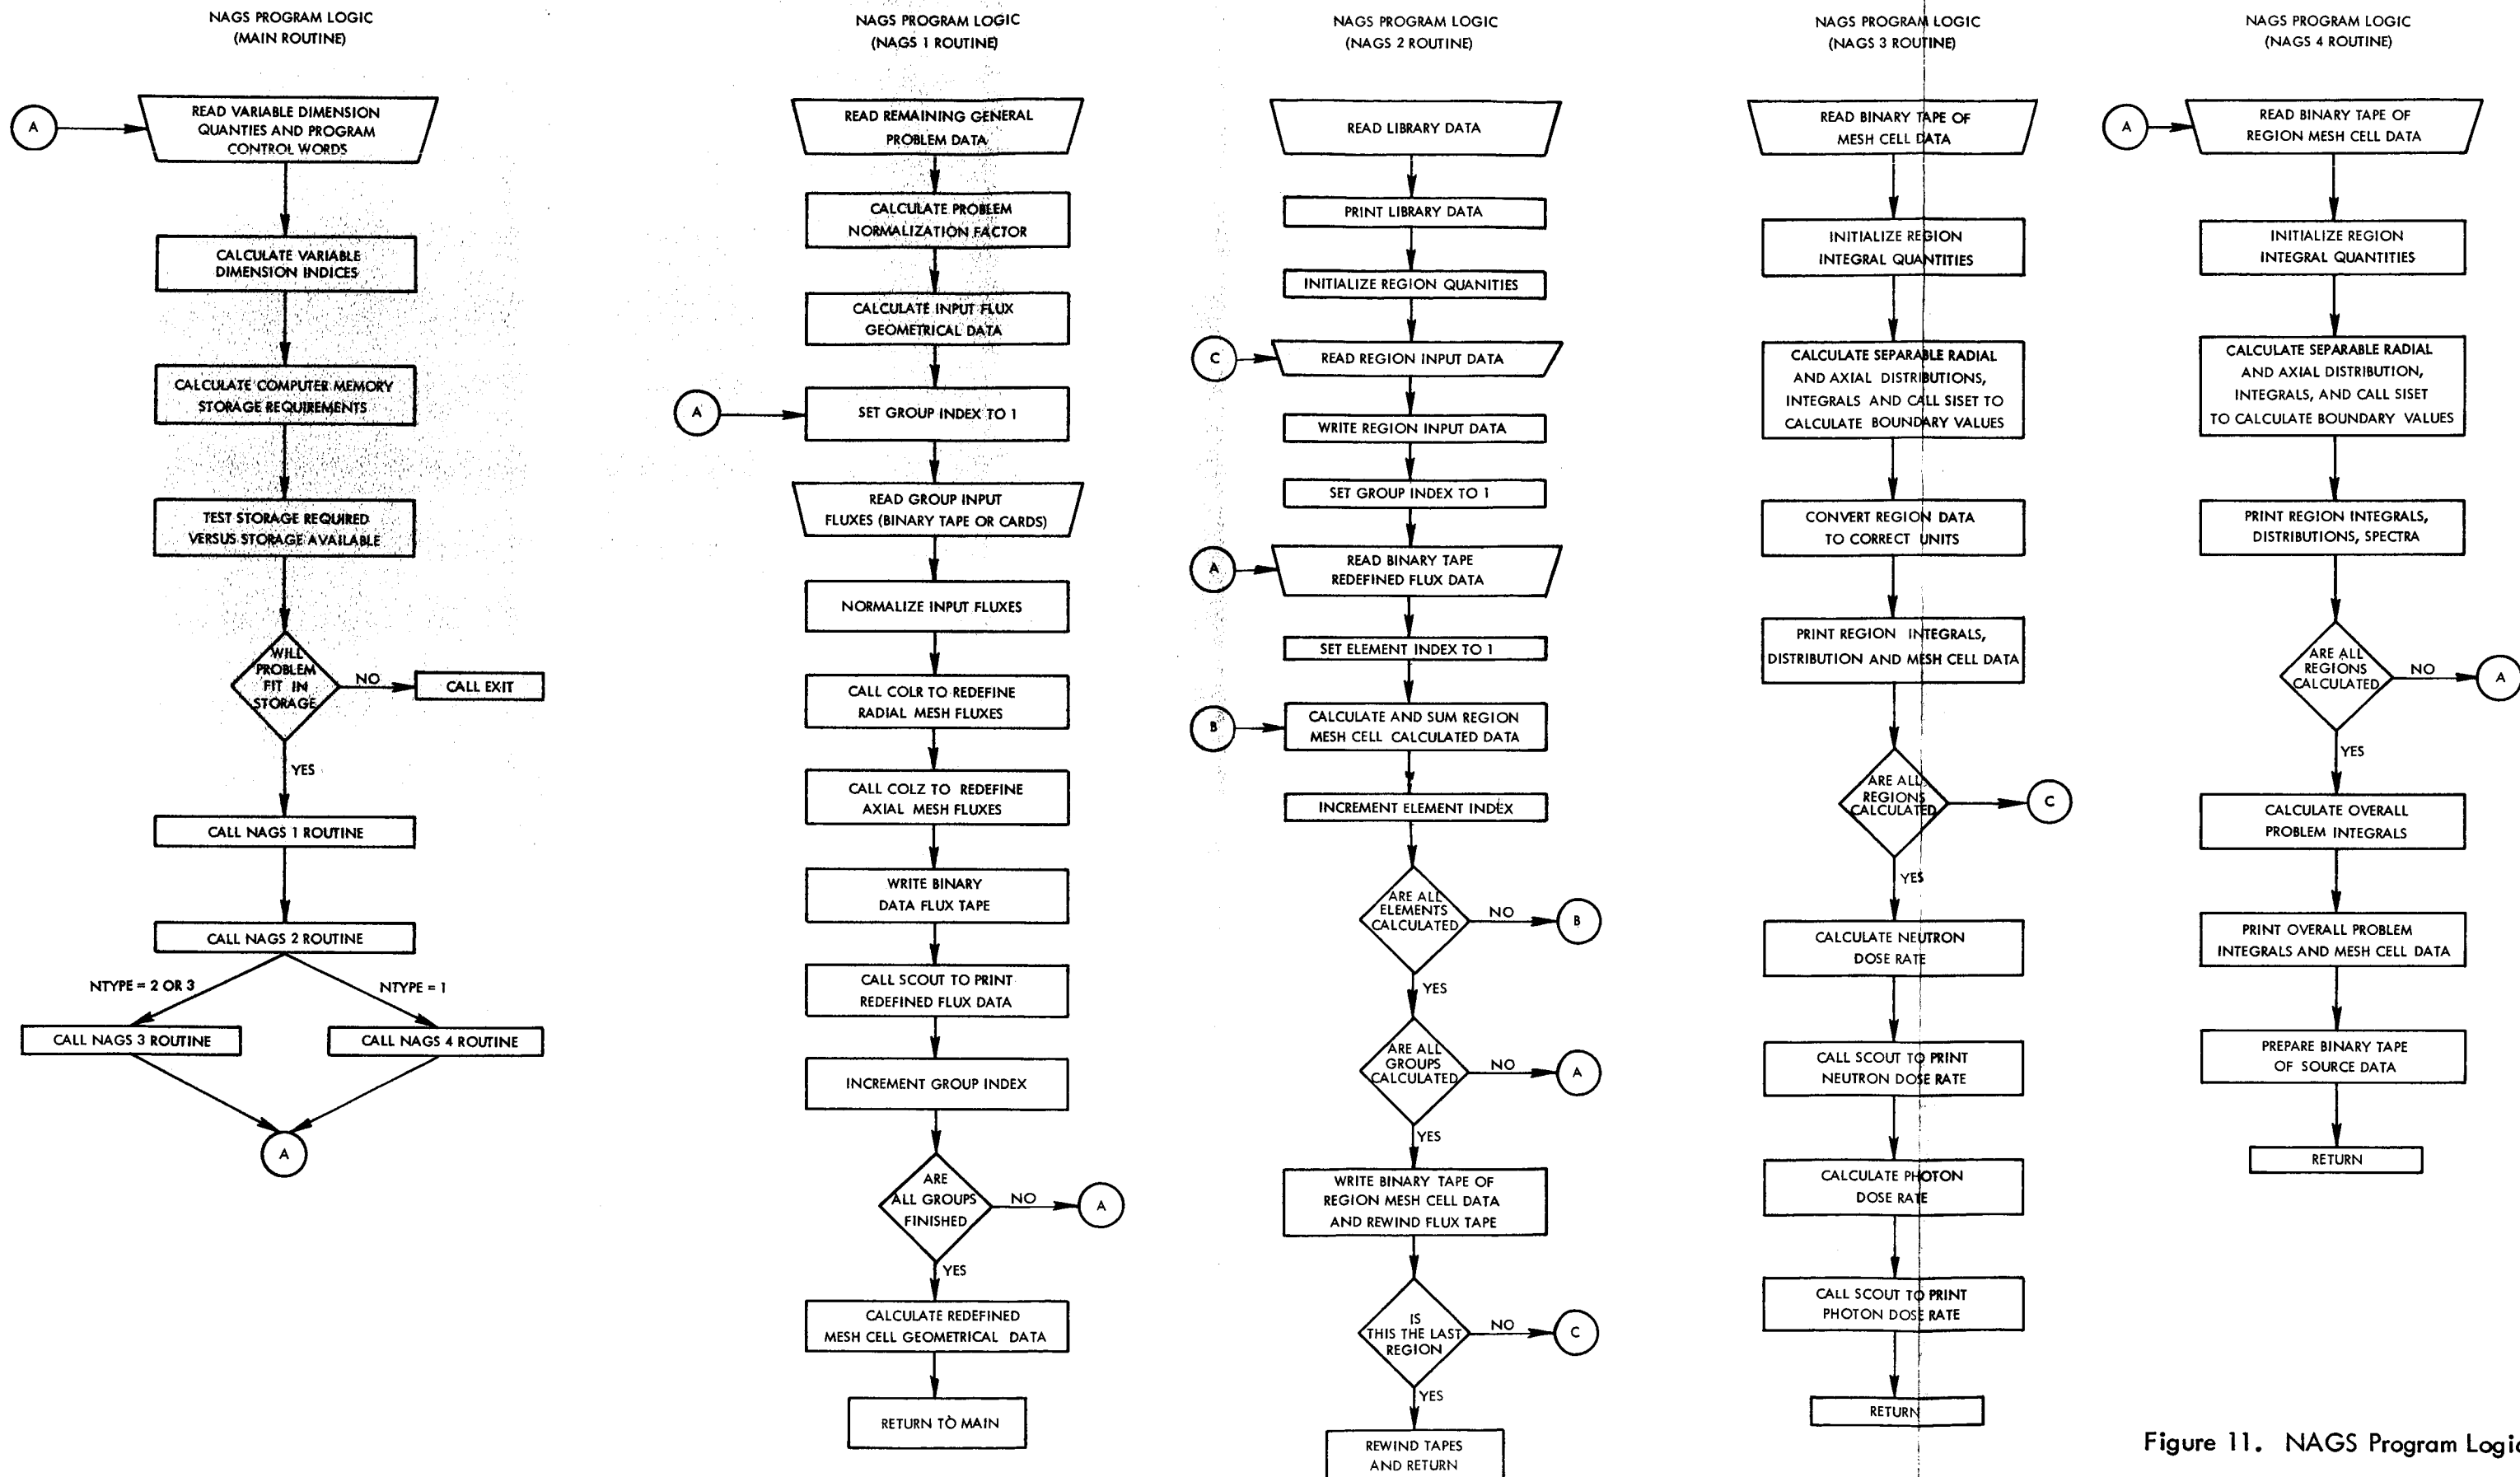 NAGS PROGRAM LOGIC
(MAIN ROUTINE)
A
READ VARIABLE DIMENSION
QUANTIES AND PROGRAM
CONTROL WORDS
CALCULATE VARIABLE
DIMENSION INDICES
CALCULATE COMPUTER MEMORY
STORAGE REQUIREMENTS
TEST STORAGE REQUIRED
VERSUS STORAGE AVAILABLE
WILL
PROBLEM
FIT IN
STORAGE
NO
CALL EXIT
YES
CALL NAGS 1 ROUTINE
CALL NAGS 2 ROUTINE
NTYPE = 2 OR 3
NTYPE = 1
CALL NAGS 3 ROUTINE
CALL NAGS 4 ROUTINE
A
NAGS PROGRAM LOGIC
(NAGS 1 ROUTINE)
READ REMAINING GENERAL
PROBLEM DATA
CALCULATE PROBLEM
NORMALIZATION FACTOR
CALCULATE INPUT FLUX
GEOMETRICAL DATA
A
SET GROUP INDEX TO 1
READ GROUP INPUT
FLUXES (BINARY TAPE OR CARDS)
NORMALIZE INPUT FLUXES
CALL COLR TO REDEFINE
RADIAL MESH FLUXES
CALL COLZ TO REDEFINE
AXIAL MESH FLUXES
WRITE BINARY
DATA FLUX TAPE
CALL SCOUT TO PRINT
REDEFINED FLUX DATA
INCREMENT GROUP INDEX
ARE
ALL GROUPS
FINISHED
NO
A
YES
CALCULATE REDEFINED
MESH CELL GEOMETRICAL DATA
RETURN TO MAIN
NAGS PROGRAM LOGIC
(NAGS 2 ROUTINE)
READ LIBRARY DATA
PRINT LIBRARY DATA
INITIALIZE REGION QUANITIES
C
READ REGION INPUT DATA
WRITE REGION INPUT DATA
SET GROUP INDEX TO 1
A
READ BINARY TAPE
REDEFINED FLUX DATA
SET ELEMENT INDEX TO 1
B
CALCULATE AND SUM REGION
MESH CELL CALCULATED DATA
INCREMENT ELEMENT INDEX
ARE ALL
ELEMENTS
CALCULATED
NO
B
YES
ARE ALL
GROUPS
CALCULATED
NO
A
YES
WRITE BINARY TAPE OF
REGION MESH CELL DATA
AND REWIND FLUX TAPE
IS
THIS THE LAST
REGION
NO
C
YES
REWIND TAPES
AND RETURN
NAGS PROGRAM LOGIC
(NAGS 3 ROUTINE)
READ BINARY TAPE OF
MESH CELL DATA
INITIALIZE REGION
INTEGRAL QUANTITIES
CALCULATE SEPARABLE RADIAL
AND AXIAL DISTRIBUTIONS,
INTEGRALS AND CALL SISET TO
CALCULATE BOUNDARY VALUES
CONVERT REGION DATA
TO CORRECT UNITS
PRINT REGION INTEGRALS,
DISTRIBUTION AND MESH CELL DATA
ARE ALL
REGIONS
CALCULATED
C
YES
CALCULATE NEUTRON
DOSE RATE
CALL SCOUT TO PRINT
NEUTRON DOSE RATE
CALCULATE PHOTON
DOSE RATE
CALL SCOUT TO PRINT
PHOTON DOSE RATE
RETURN
NAGS PROGRAM LOGIC
(NAGS 4 ROUTINE)
A
READ BINARY TAPE OF
REGION MESH CELL DATA
INITIALIZE REGION
INTEGRAL QUANTITIES
CALCULATE SEPARABLE RADIAL
AND AXIAL DISTRIBUTION,
INTEGRALS, AND CALL SISET
TO CALCULATE BOUNDARY VALUES
PRINT REGION INTEGRALS,
DISTRIBUTIONS, SPECTRA
ARE ALL
REGIONS
CALCULATED
NO
A
YES
CALCULATE OVERALL
PROBLEM INTEGRALS
PRINT OVERALL PROBLEM
INTEGRALS AND MESH CELL DATA
PREPARE BINARY TAPE
OF SOURCE DATA
RETURN
Figure 11. NAGS Program Logic